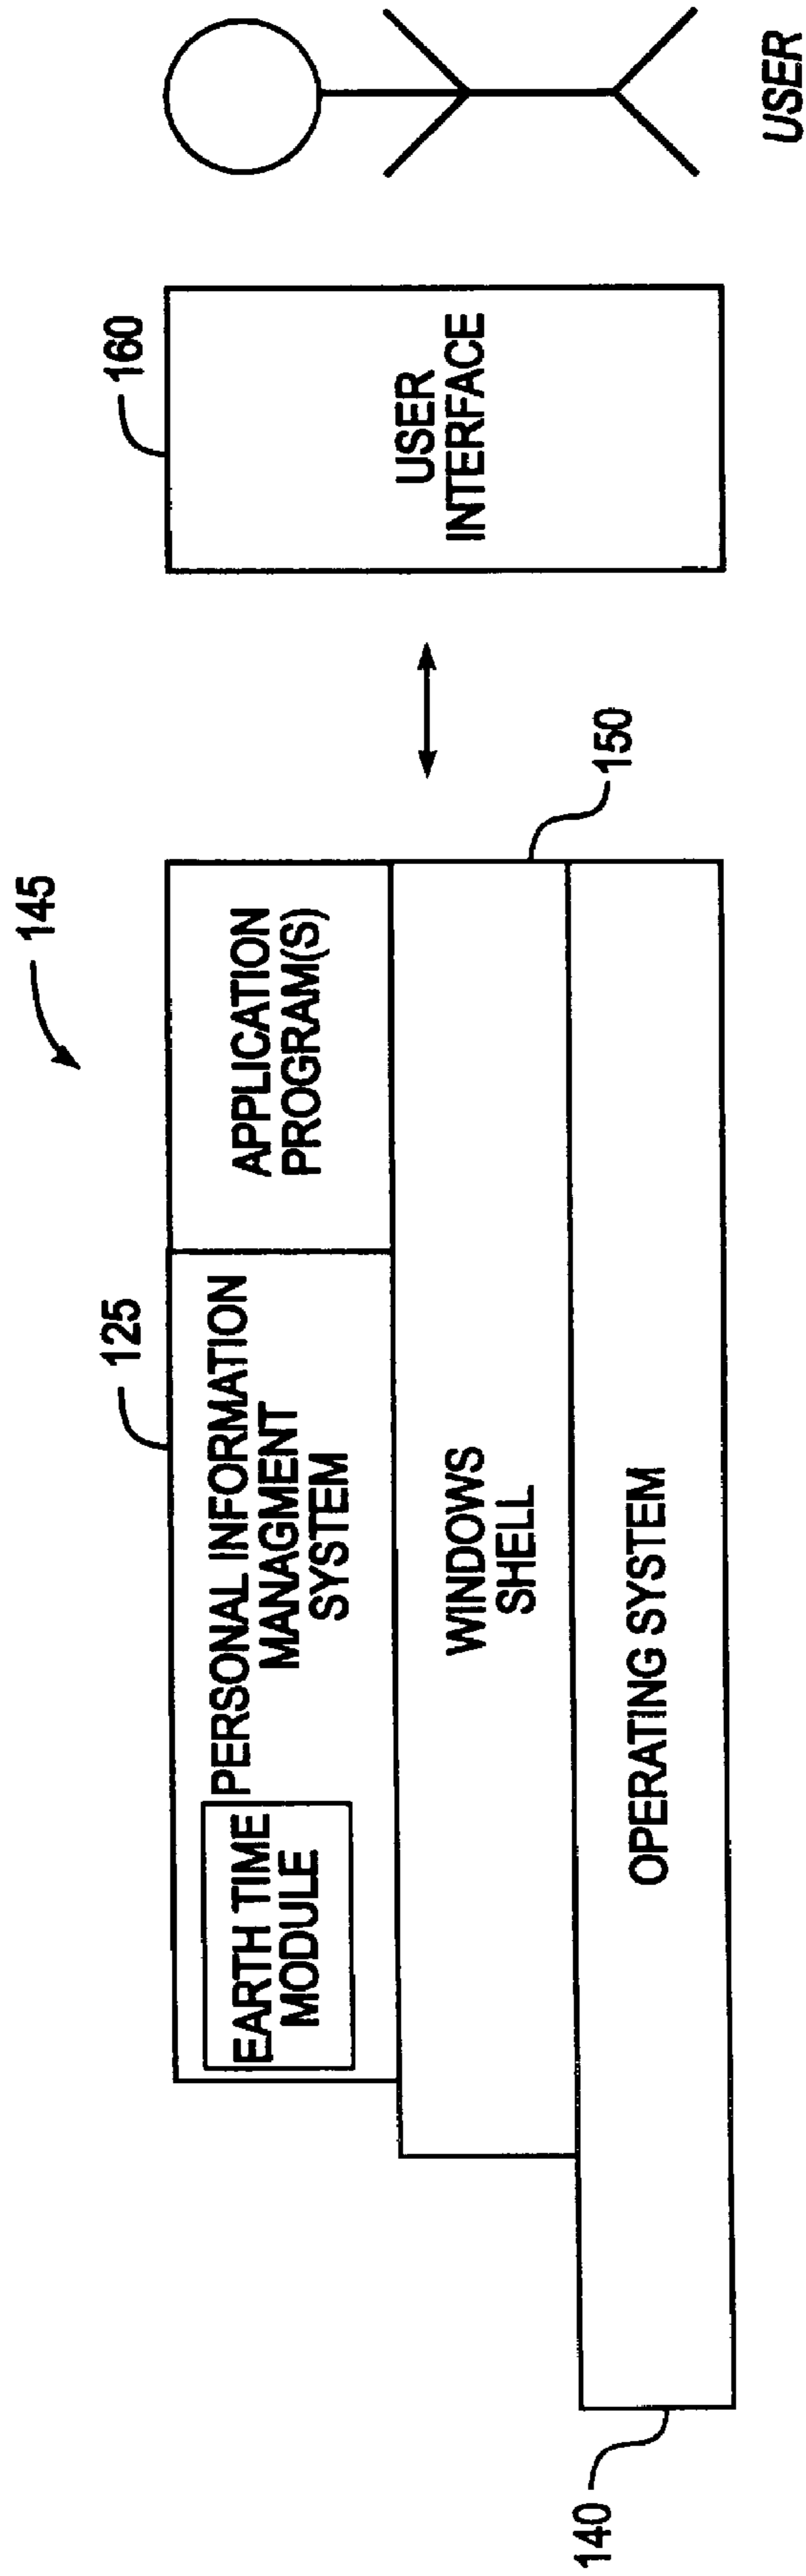 145
125
160
EARTH TIME
MODULE
PERSONAL INFORMATION
MANAGMENT
SYSTEM
APPLICATION
PROGRAM(S)
WINDOWS
SHELL
150
OPERATING SYSTEM
140
USER
INTERFACE
USER